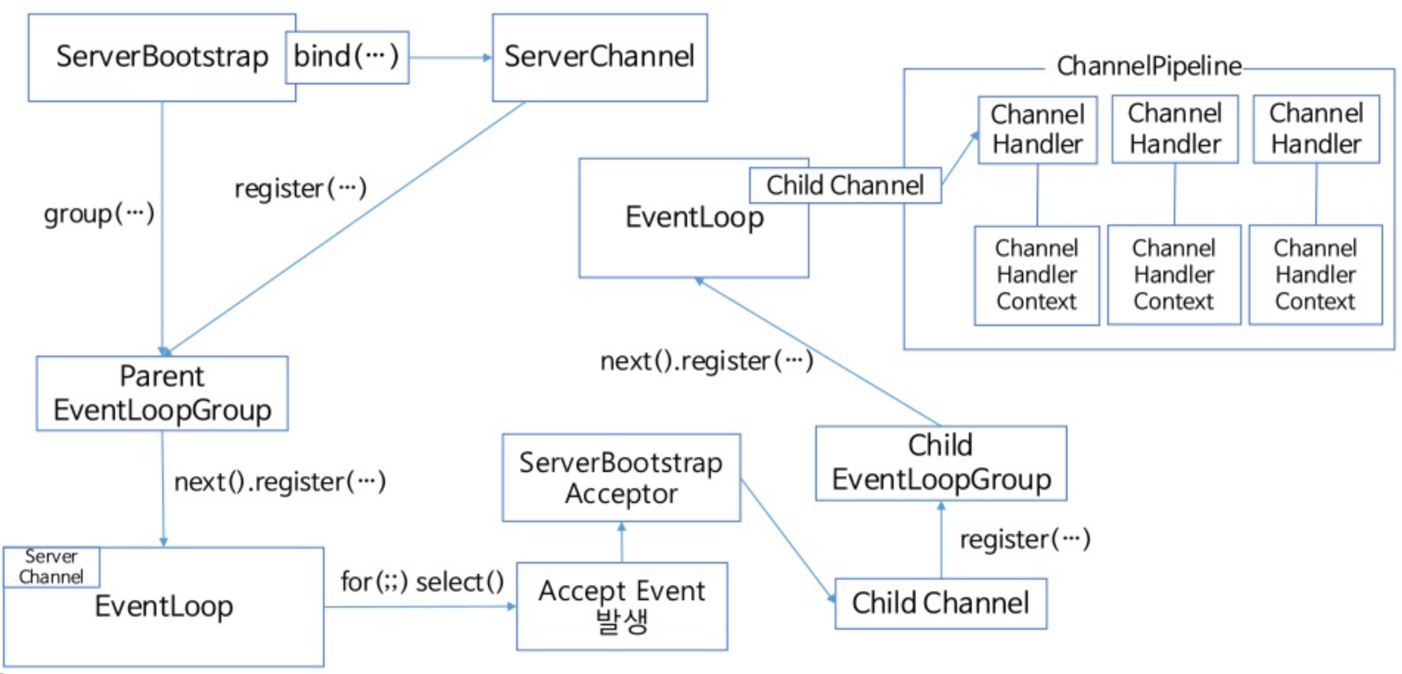 ServerBootstrap
bind(⋯)
ServerChannel
group(⋯)
register(⋯)
Parent
EventLoopGroup
next().register(⋯)
Server
Channel
EventLoop
for(;;) select()
Accept Event
발생
ServerBootstrap
Acceptor
Child Channel
register(⋯)
Child
EventLoopGroup
next().register(⋯)
EventLoop
Child Channel
ChannelPipeline
Channel
Handler
Channel
Handler
Channel
Handler
Channel
Handler
Context
Channel
Handler
Context
Channel
Handler
Context